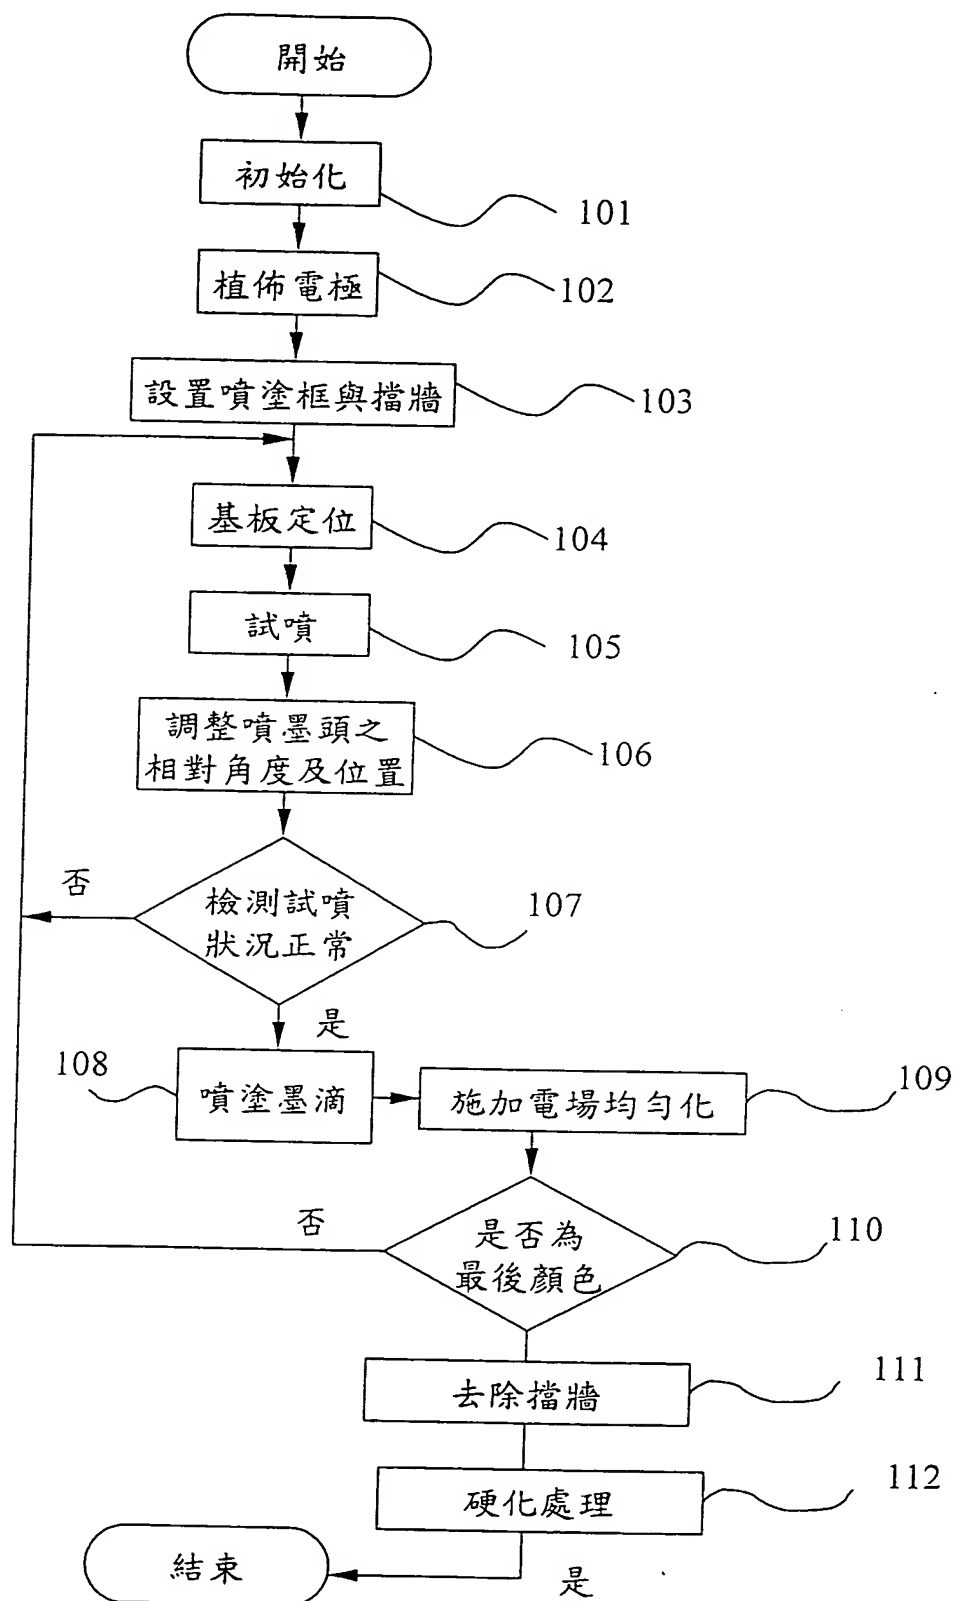 開始
初始化
101
植佈電極
102
設置噴塗框與擋牆
103
基板定位
104
試噴
105
調整噴墨頭之
相對角度及位置
106
否
檢測試噴
狀況正常
107
是
108
噴塗墨滴
施加電場均勻化
109
否
是否為
最後顏色
110
去除擋牆
111
硬化處理
112
結束
是